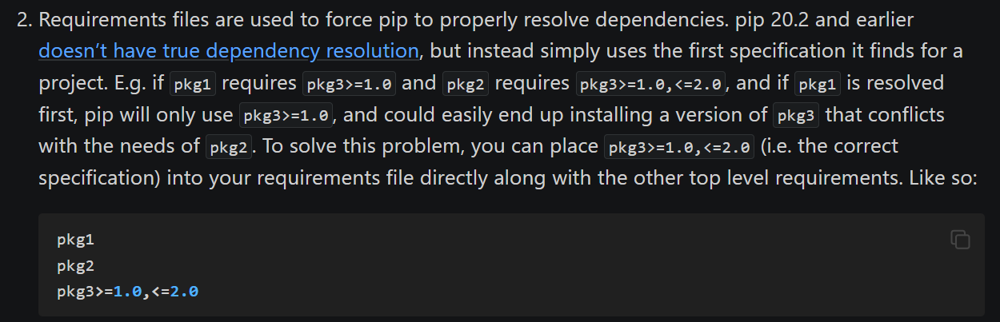 2. Requirements files are used to force pip to properly resolve dependencies. pip 20.2 and earlier
doesn’t have true dependency resolution, but instead simply uses the first specification it finds for a
project. E.g. if pkg1 requires pkg3>=1.0 and pkg2 requires pkg3>=1.0,<=2.0, and if pkg1 is resolved
first, pip will only use pkg3>=1.0, and could easily end up installing a version of pkg3 that conflicts
with the needs of pkg2. To solve this problem, you can place pkg3>=1.0,<=2.0 (i.e. the correct
specification) into your requirements file directly along with the other top level requirements. Like so:
pkg1
pkg2
pkg3>=1.0,<=2.0